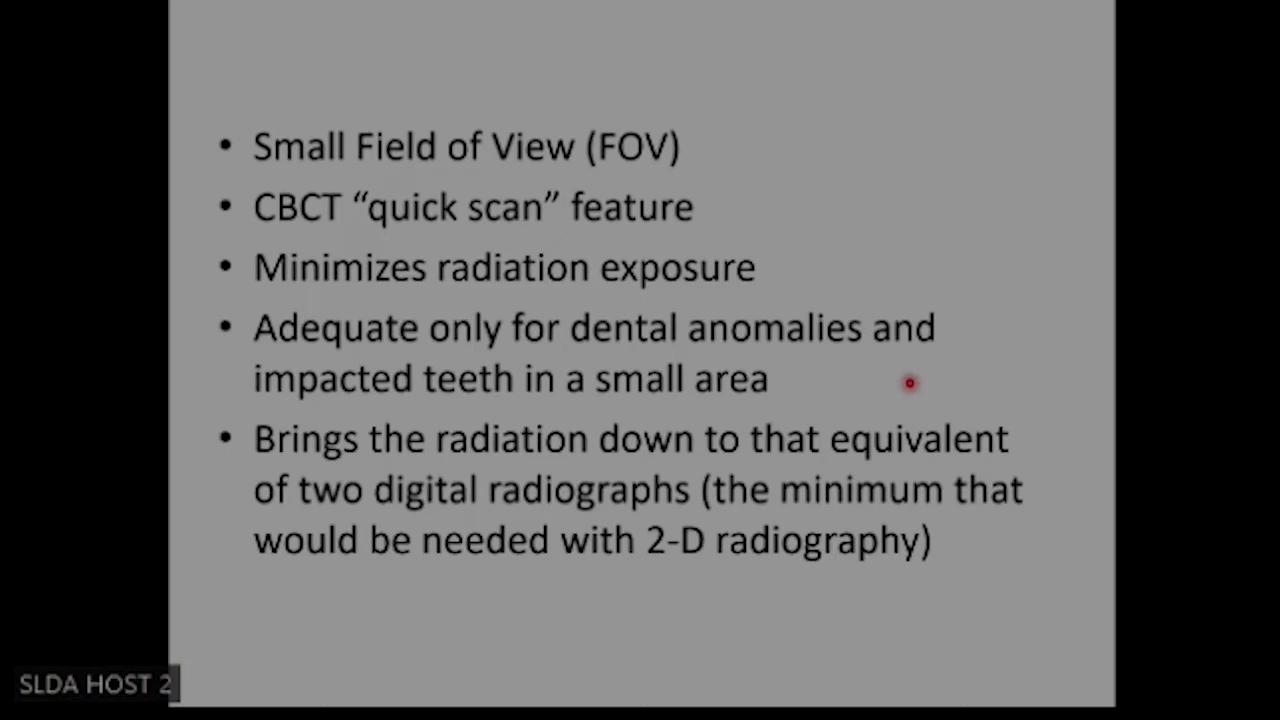 • Small Field of View (FOV)
• CBCT “quick scan” feature
• Minimizes radiation exposure
• Adequate only for dental anomalies and
impacted teeth in a small area
• Brings the radiation down to that equivalent
of two digital radiographs (the minimum that
would be needed with 2-D radiography)
SLDA HOST 2